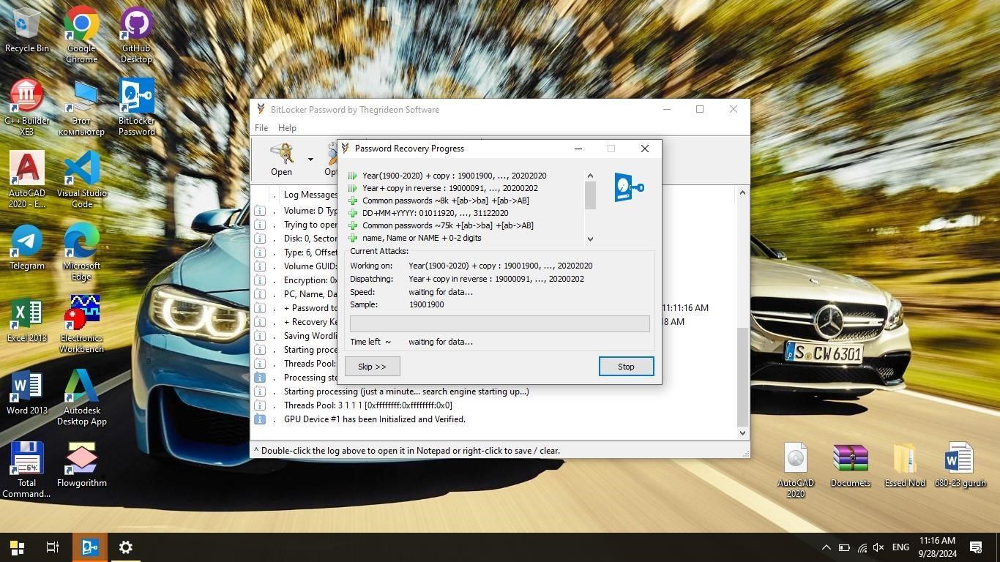 Recycle Bin
Google
Chrome
GitHub
Desktop
C++Builder
XE3
Этот
компьютер
BitLocker
Password
AutoCAD
2020 - E...
Visual Studio
Code
Telegram
Microsoft
Edge
Excel 2013
Electronics
Workbench
Word 2013
Autodesk
Desktop App
64:
Total
Command...
Flowgorithm
BitLocker Password by Thegrideon Software
File Help
Open
Opt
. Log Messages
. Volume: D Typ
. Trying to open
. Disk: 0, Sector
. Type: 6, Offset
. Volume GUID:
. Encryption: 0x
. PC, Name, Da
. + Password to
11:11:16 AM
. + Recovery Ke
8 AM
. Saving Wordli
. Starting proce
. Threads Pool:
. Processing sto
. Starting processing (just a minute... search engine starting up...)
. Threads Pool: 3 1 1 1 [0xffffffff:0xffffffff:0x0]
. GPU Device #1 has been Initialized and Verified.
^ Double-click the log above to open it in Notepad or right-click to save / clear.
Password Recovery Progress
Year(1900-2020) + copy : 19001900, ..., 20202020
Year+ copy in reverse : 19000091, ..., 20200202
Common passwords ~8k +[ab->ba] +[ab->AB]
DD+MM+YYYY: 01011920, ..., 31122020
Common passwords ~75k +[ab->ba] +[ab->AB]
name, Name or NAME + 0-2 digits
Current Attacks:
Working on: Year(1900-2020) + copy : 19001900, ..., 20202020
Dispatching: Year+ copy in reverse : 19000091, ..., 20200202
Speed: waiting for data...
Sample: 19001900
Time left ~ waiting for data...
Skip >>
Stop
S CW 6301
AutoCAD
2020
Documets
Essed Nod
680-23 guruh
ENG
11:16 AM
9/28/2024